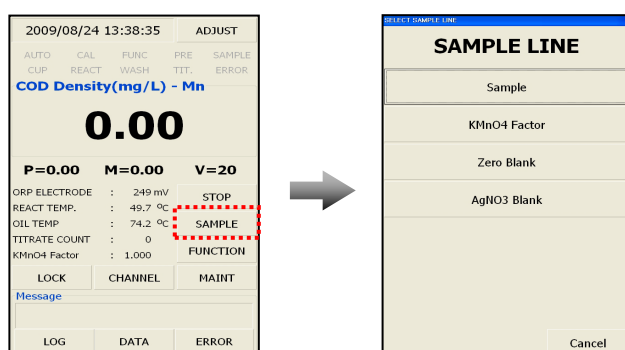 2009/08/24 13:38:35 ADJUST
AUTO CAL FUNC PRE SAMPLE
CUP REACT WASH TIT. ERROR
COD Density(mg/L) - Mn
0.00
P=0.00 M=0.00 V=20
ORP ELECTRODE : 249 mV
STOP
REACT TEMP. : 49.7 ºC
OIL TEMP : 74.2 ºC
SAMPLE
TITRATE COUNT : 0
KMnO4 Factor : 1.000
FUNCTION
LOCK CHANNEL MAINT
Message
LOG DATA ERROR
SELECT SAMPLE LINE
SAMPLE LINE
Sample
KMnO4 Factor
Zero Blank
AgNO3 Blank
Cancel